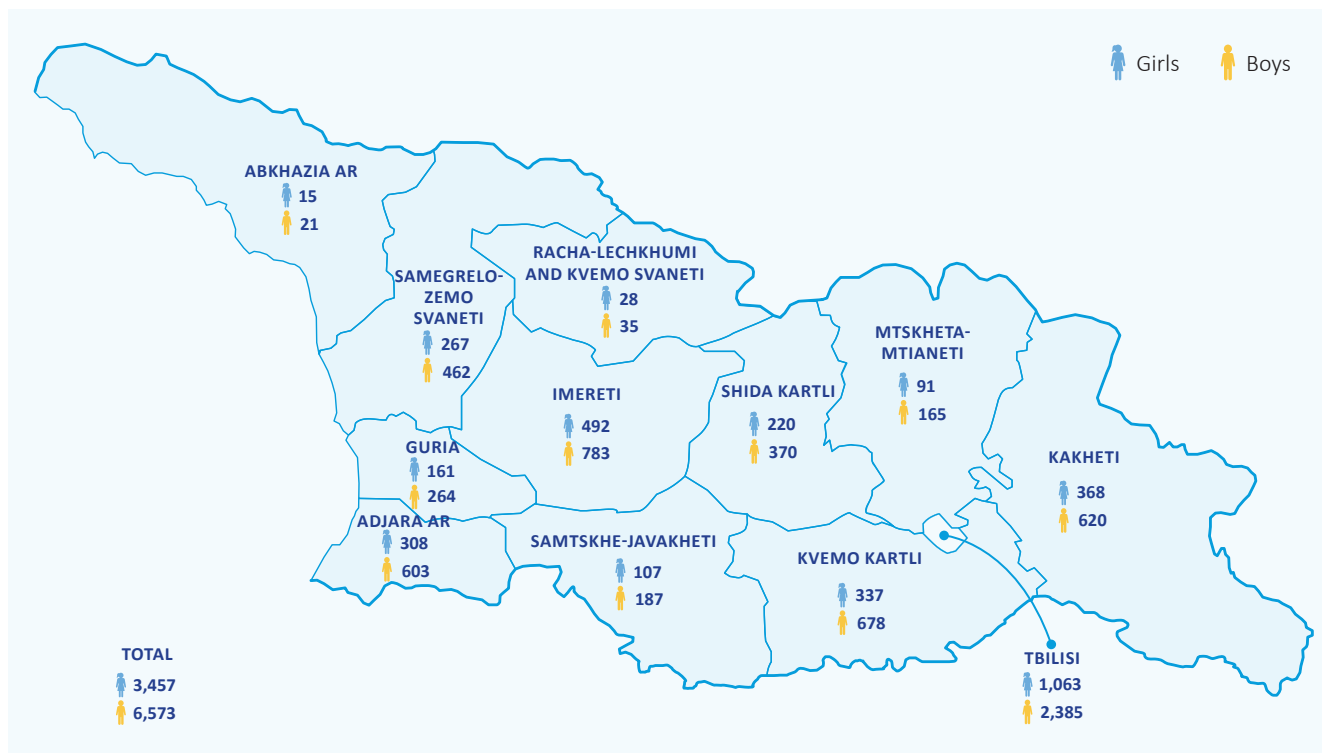 Girls
Boys
ABKHAZIA AR
15
21
SAMEGRELO-
ZEMO
SVANETI
267
462
RACHA-LECHKHUMI
AND KVEMO SVANETI
28
35
MTSKHETA-
MTIANETI
91
165
IMERETI
492
783
SHIDA KARTLI
220
370
GURIA
161
264
KAKHETI
368
620
ADJARA AR
308
603
SAMTSKHE-JAVAKHETI
107
187
KVEMO KARTLI
337
678
TOTAL
3,457
6,573
TBILISI
1,063
2,385